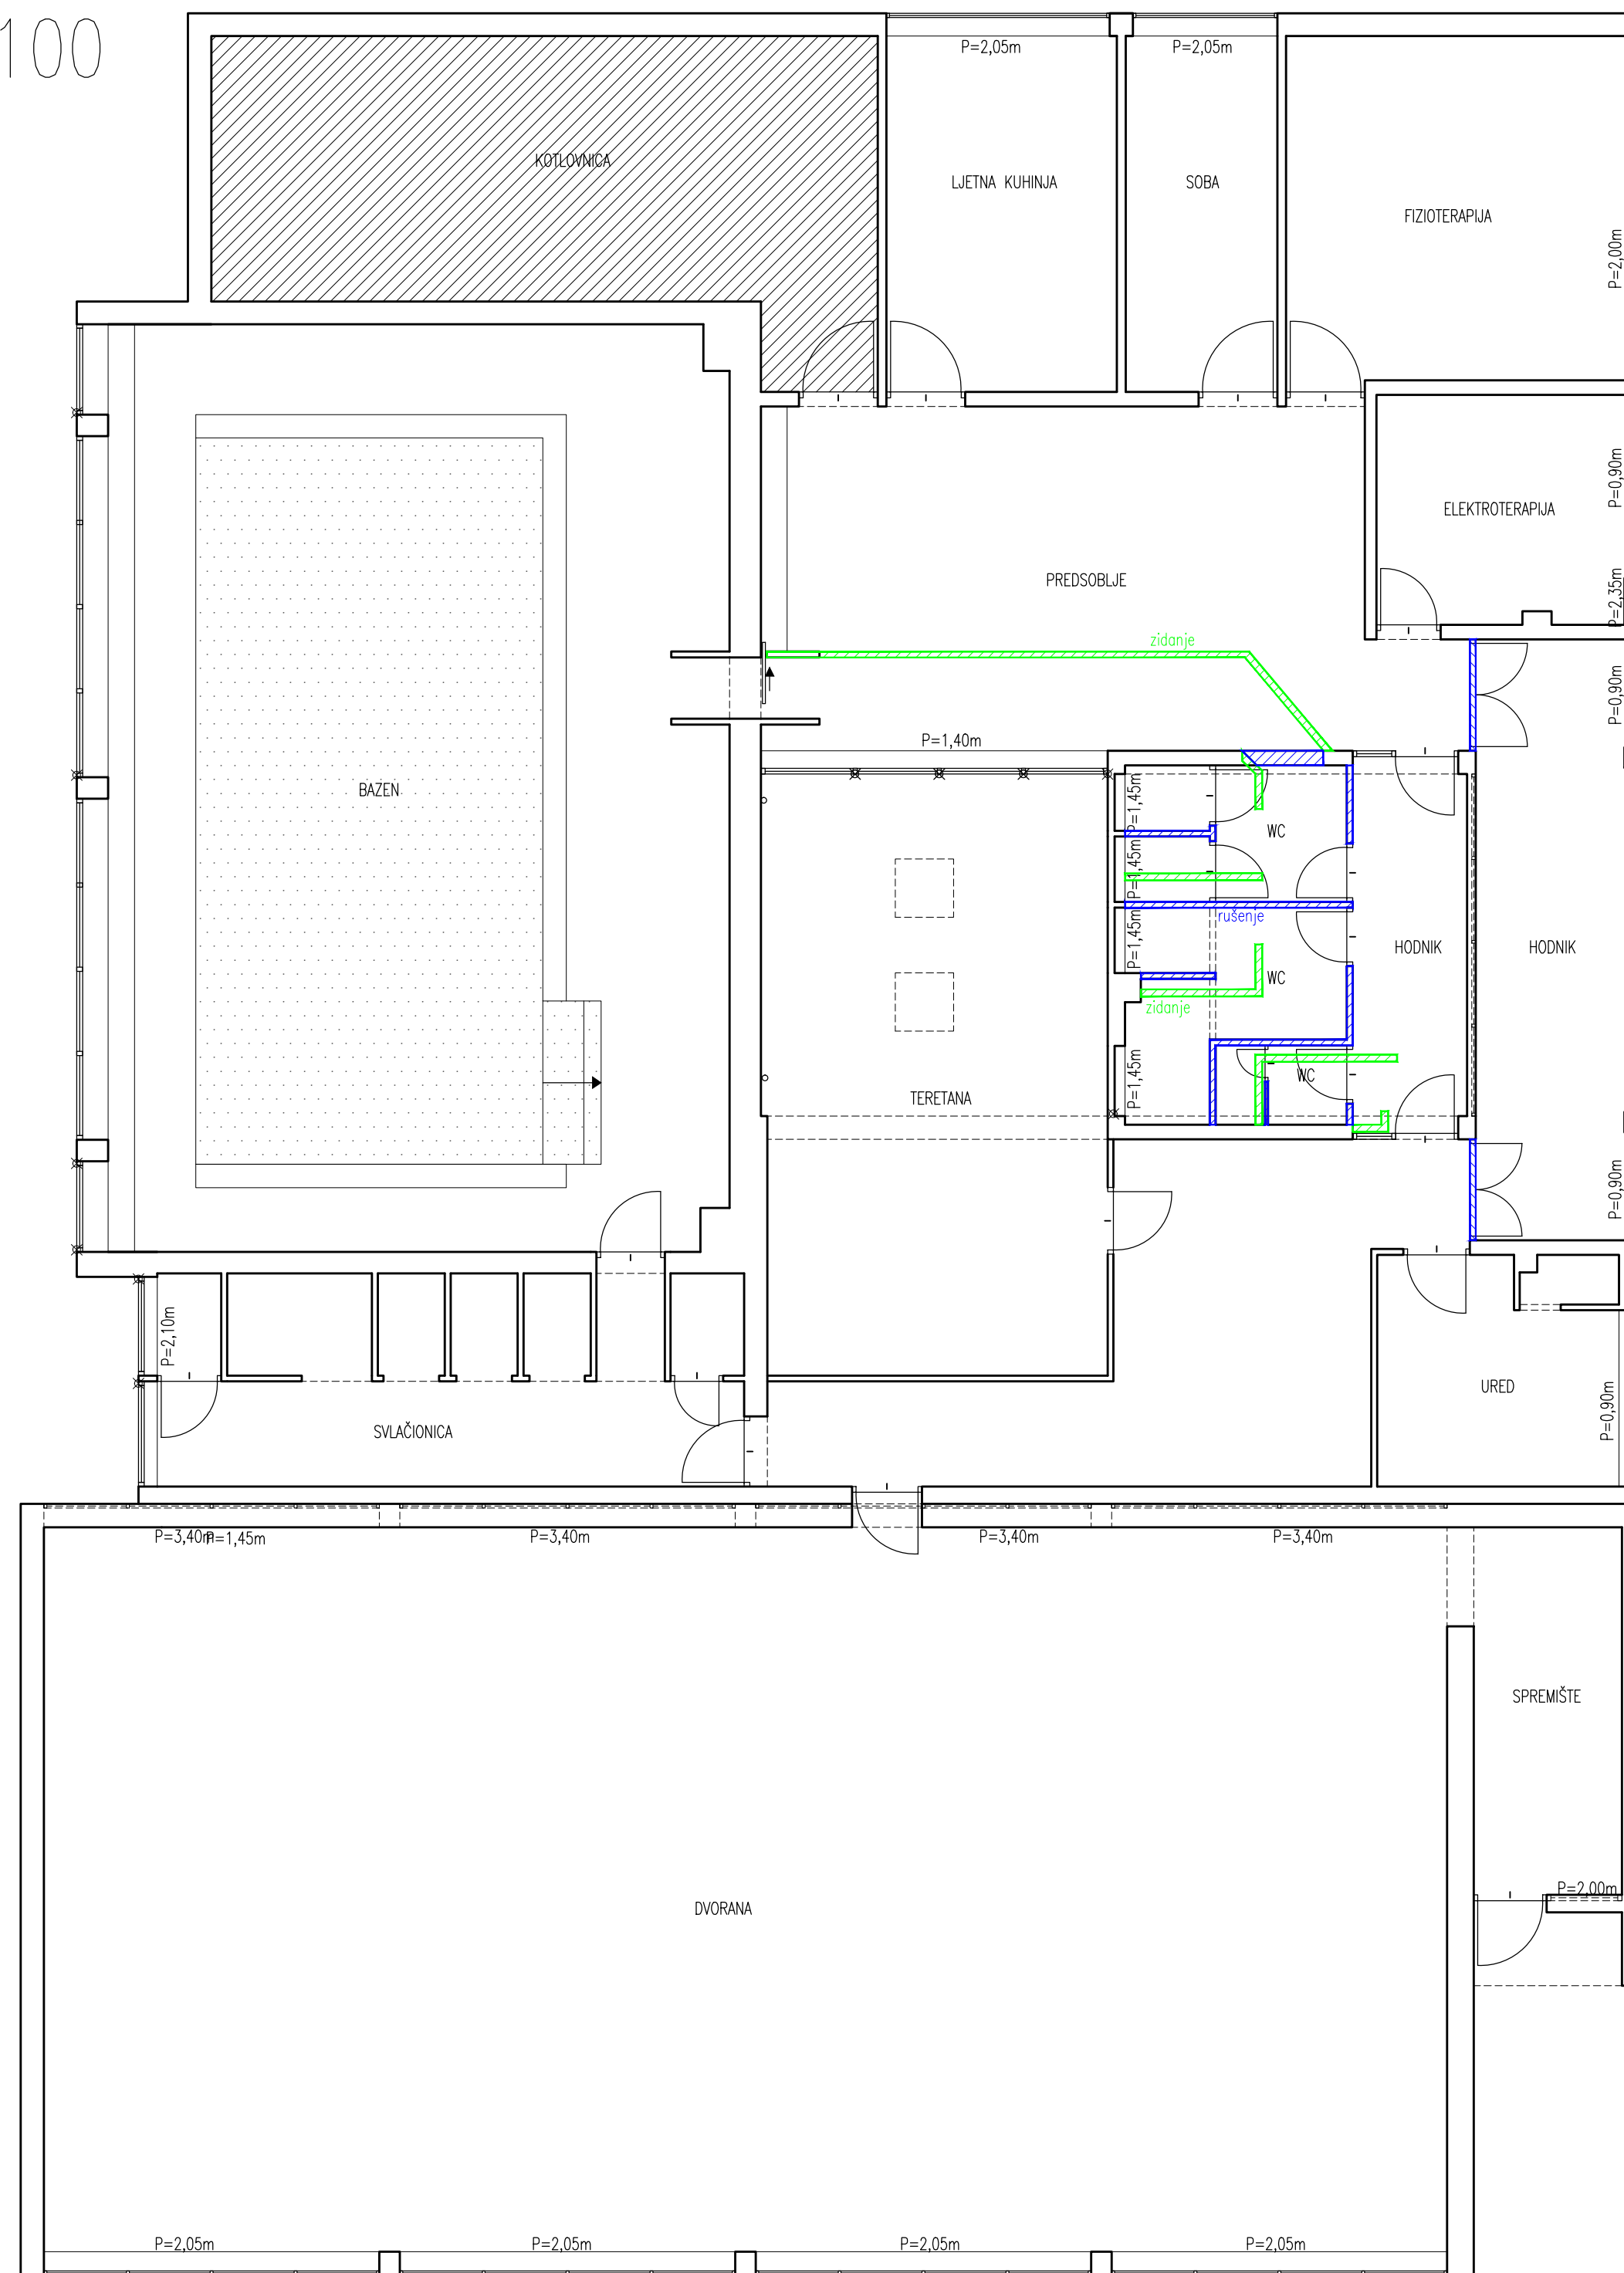 100
P=2,05m
P=2,05m
KOTLOVNICA
LJETNA KUHINJA
SOBA
FIZIOTERAPIJA
P=2,00m
P=0,90m
ELEKTROTERAPIJA
PREDSOBLJE
P=2,35m
zidanje
P=0,90m
P=1,40m
BAZEN
P=1,45m
WC
P=1,45m
rušenje
P=1,45m
HODNIK
HODNIK
WC
zidanje
WC
P=1,45m
TERETANA
P=0,90m
P=2,10m
URED
P=0,90m
SVLAČIONICA
P=3,40m
P=1,45m
P=3,40m
P=3,40m
P=3,40m
SPREMIŠTE
P=2,00m
DVORANA
P=2,05m
P=2,05m
P=2,05m
P=2,05m